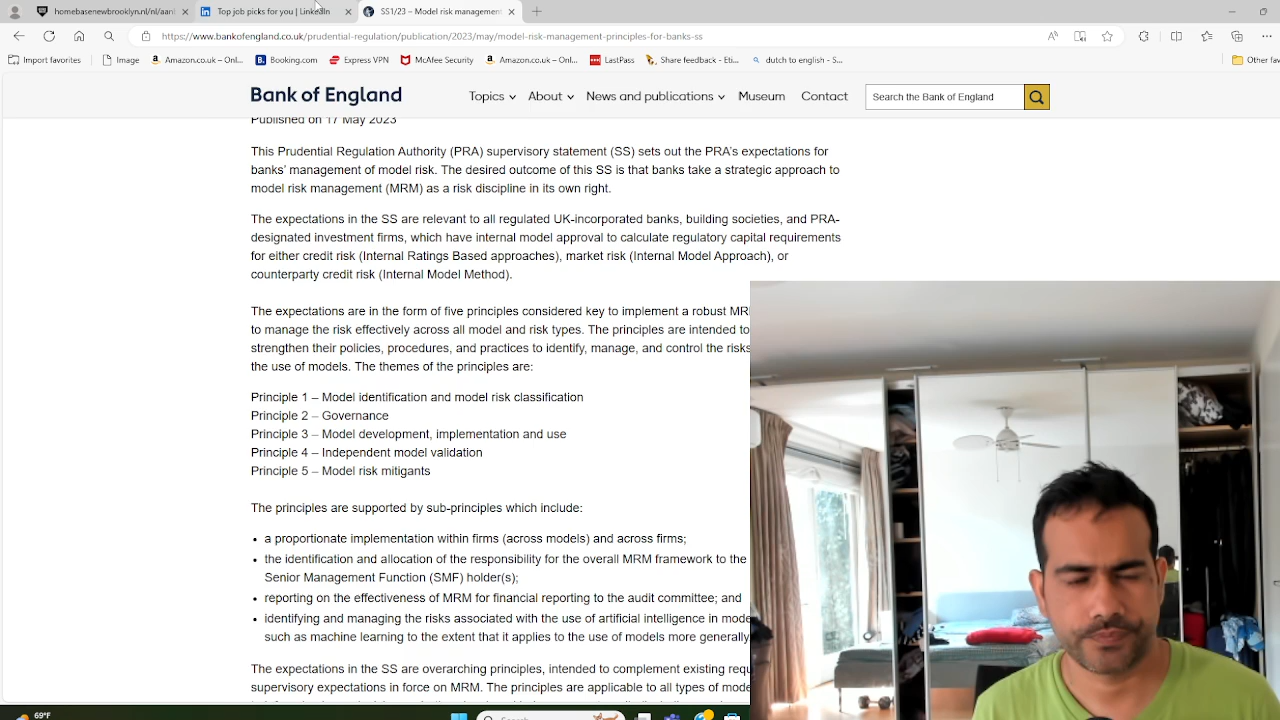 homebasenewbrooklyn.nl/nl/aanl
Top job picks for you | LinkedIn
SS1/23 – Model risk management
https://www.bankofengland.co.uk/prudential-regulation/publication/2023/may/model-risk-management-principles-for-banks-ss
Import favorites
Image
Amazon.co.uk – Onl...
Booking.com
Express VPN
McAfee Security
Amazon.co.uk – Onl...
LastPass
Share feedback - Eti...
dutch to english - S...
Other fav
Bank of England
Topics
About
News and publications
Museum
Contact
Search the Bank of England
Published on 17 May 2023
This Prudential Regulation Authority (PRA) supervisory statement (SS) sets out the PRA's expectations for
banks' management of model risk. The desired outcome of this SS is that banks take a strategic approach to
model risk management (MRM) as a risk discipline in its own right.
The expectations in the SS are relevant to all regulated UK-incorporated banks, building societies, and PRA-
designated investment firms, which have internal model approval to calculate regulatory capital requirements
for either credit risk (Internal Ratings Based approaches), market risk (Internal Model Approach), or
counterparty credit risk (Internal Model Method).
The expectations are in the form of five principles considered key to implement a robust MR
to manage the risk effectively across all model and risk types. The principles are intended to
strengthen their policies, procedures, and practices to identify, manage, and control the risks
the use of models. The themes of the principles are:
Principle 1 – Model identification and model risk classification
Principle 2 – Governance
Principle 3 – Model development, implementation and use
Principle 4 – Independent model validation
Principle 5 – Model risk mitigants
The principles are supported by sub-principles which include:
• a proportionate implementation within firms (across models) and across firms;
• the identification and allocation of the responsibility for the overall MRM framework to the
Senior Management Function (SMF) holder(s);
• reporting on the effectiveness of MRM for financial reporting to the audit committee; and
• identifying and managing the risks associated with the use of artificial intelligence in mode
such as machine learning to the extent that it applies to the use of models more generally
The expectations in the SS are overarching principles, intended to complement existing requ
supervisory expectations in force on MRM. The principles are applicable to all types of mode
69°F
Search